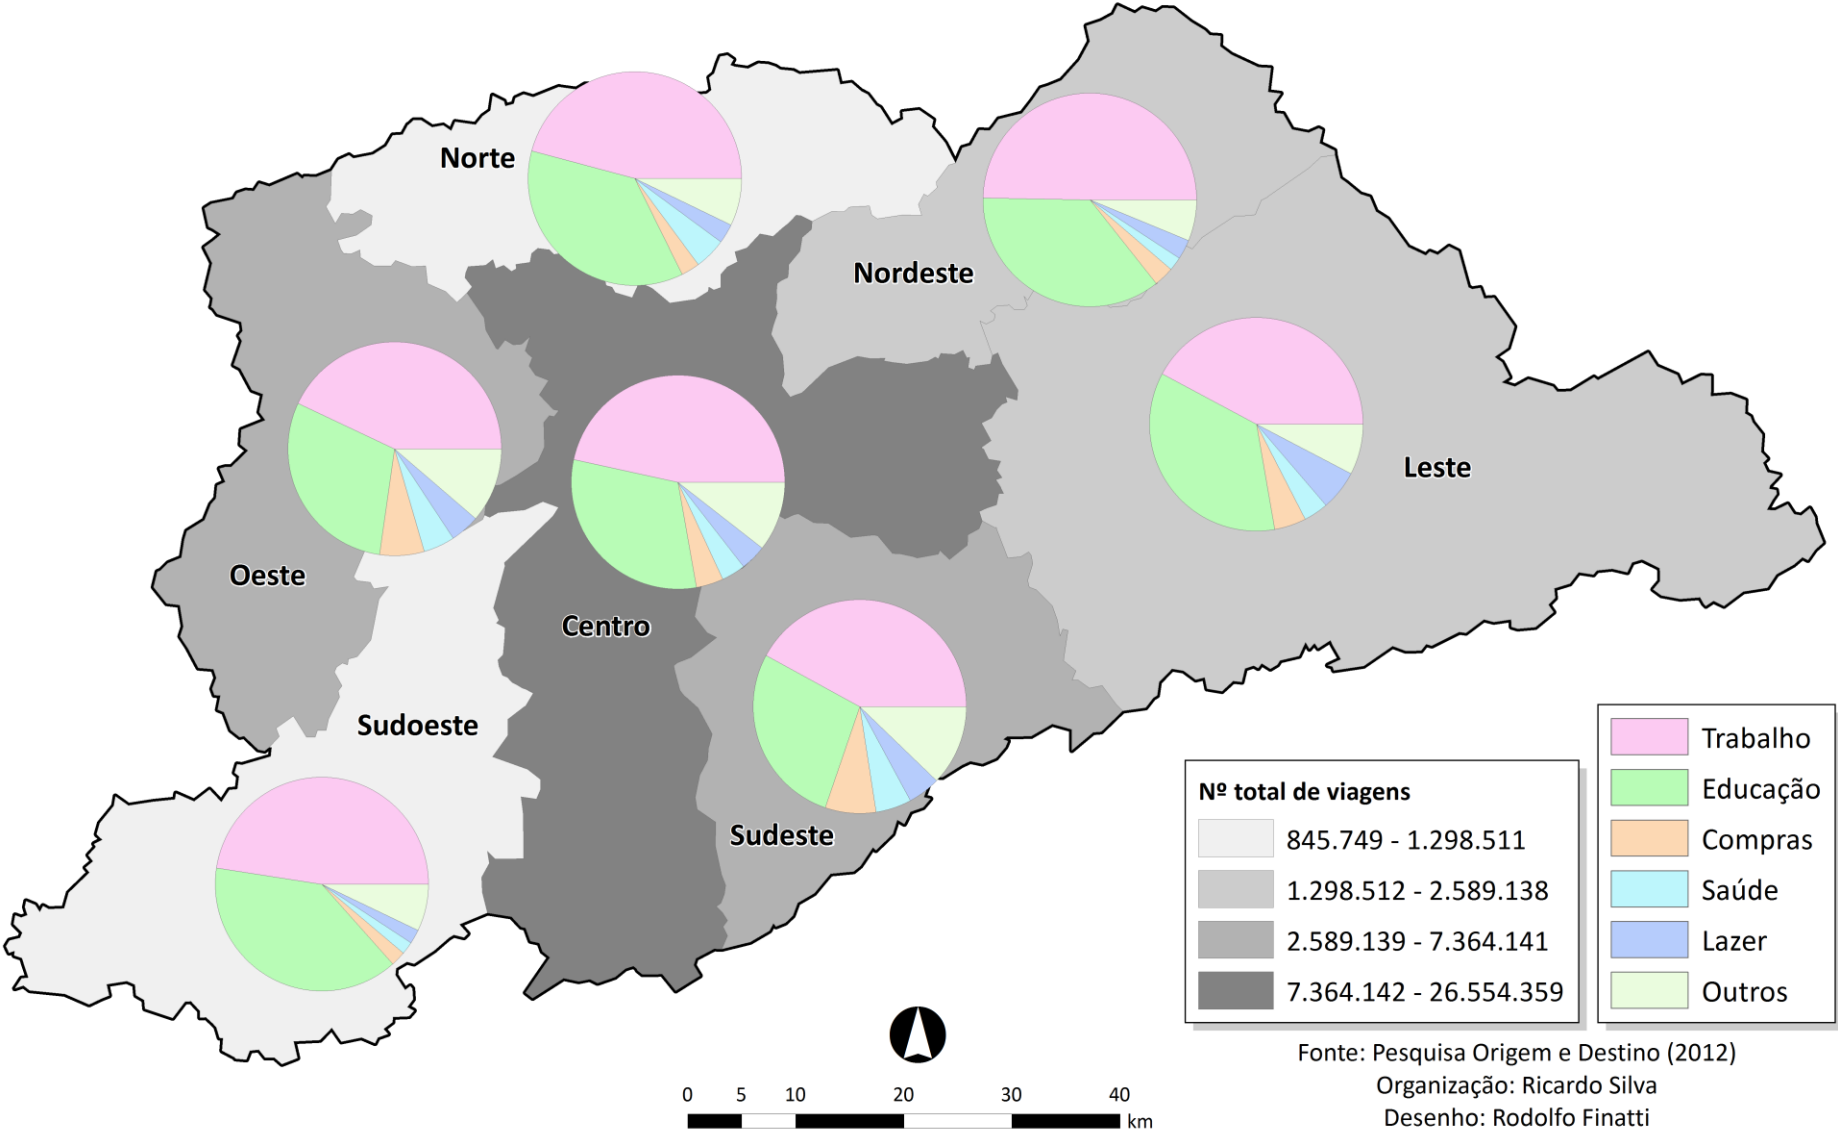 Norte
Nordeste
Leste
Oeste
Centro
Sudoeste
Sudeste
Nº total de viagens
845.749 - 1.298.511
1.298.512 - 2.589.138
2.589.139 - 7.364.141
7.364.142 - 26.554.359
Trabalho
Educação
Compras
Saúde
Lazer
Outros
Fonte: Pesquisa Origem e Destino (2012)
Organização: Ricardo Silva
Desenho: Rodolfo Finatti
0 5 10 20 30 40
km